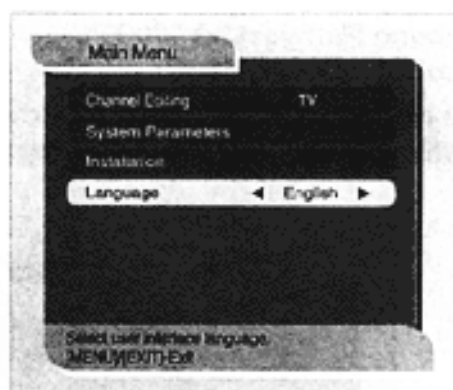 Main Menu
Channel Editing TV
System Parameters
Installation
Language ◄ English ►
Select user interface language.
MENU/[EXIT]-Exit